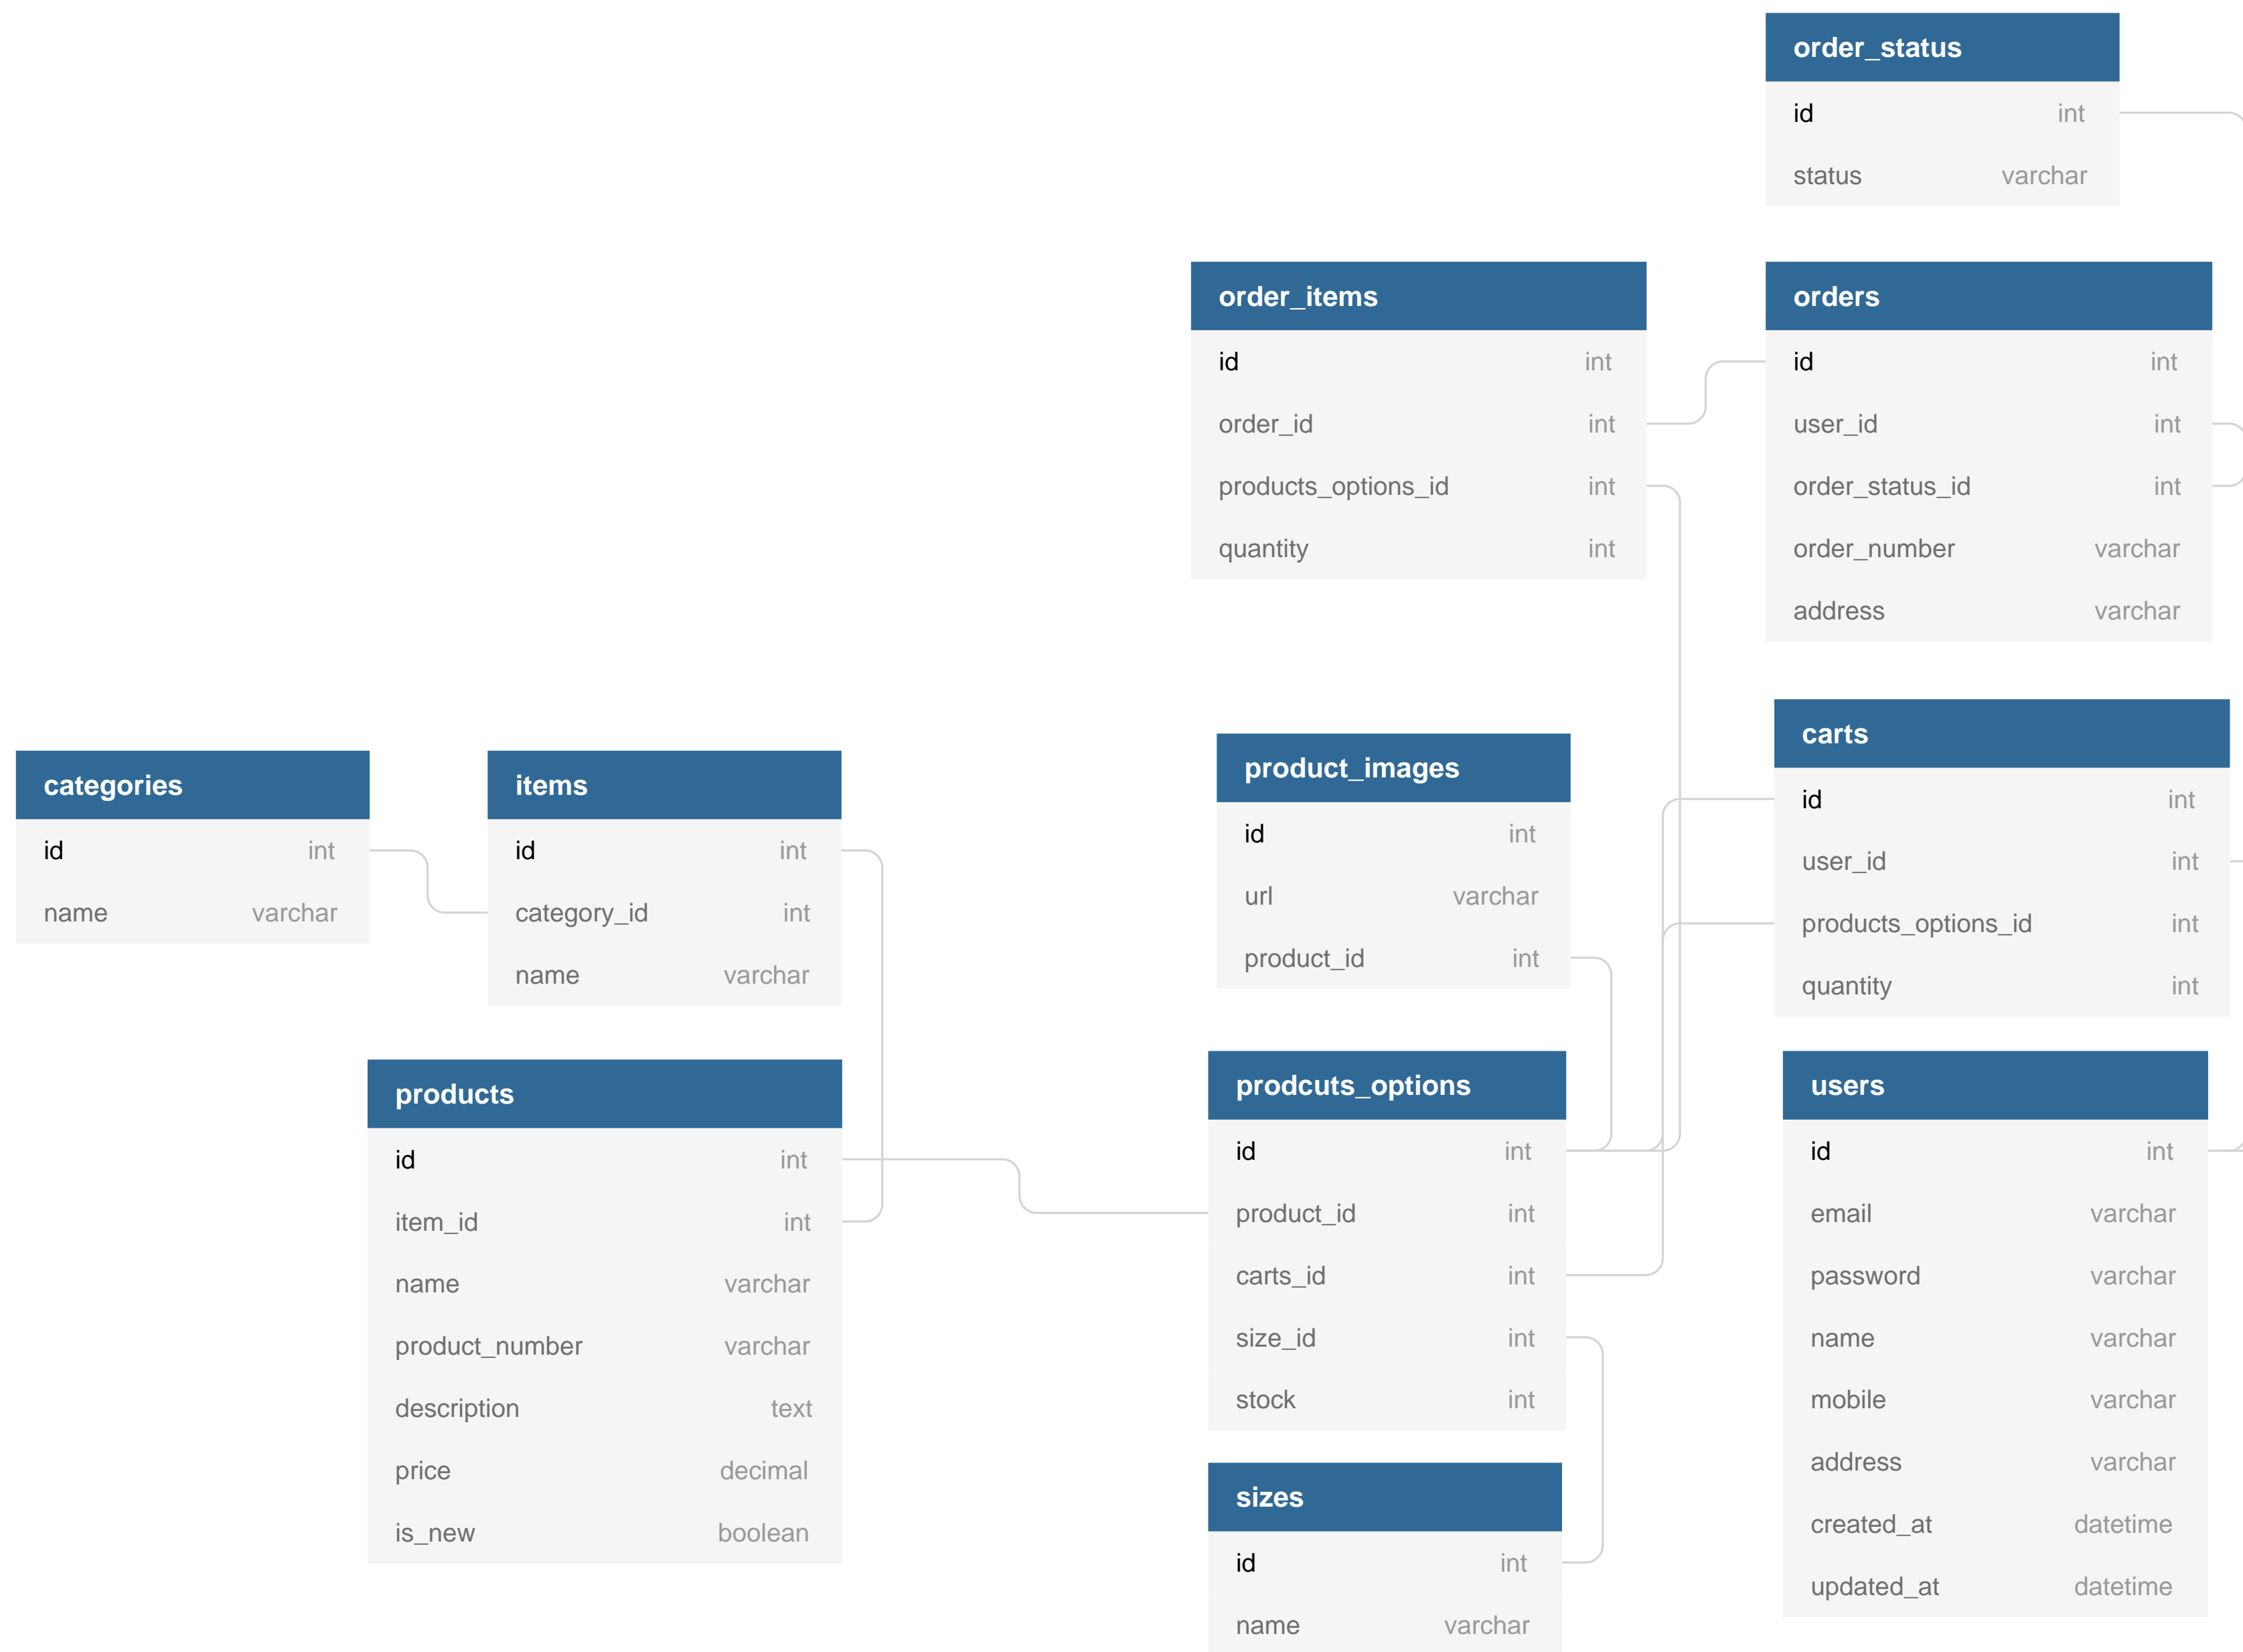 order_status
id int
status varchar
order_items
id int
order_id int
products_options_id int
quantity int
orders
id int
user_id int
order_status_id int
order_number varchar
address varchar
categories
id int
name varchar
items
id int
category_id int
name varchar
product_images
id int
url varchar
product_id int
carts
id int
user_id int
products_options_id int
quantity int
products
id int
item_id int
name varchar
product_number varchar
description text
price decimal
is_new boolean
prodcuts_options
id int
product_id int
carts_id int
size_id int
stock int
users
id int
email varchar
password varchar
name varchar
mobile varchar
address varchar
created_at datetime
updated_at datetime
sizes
id int
name varchar